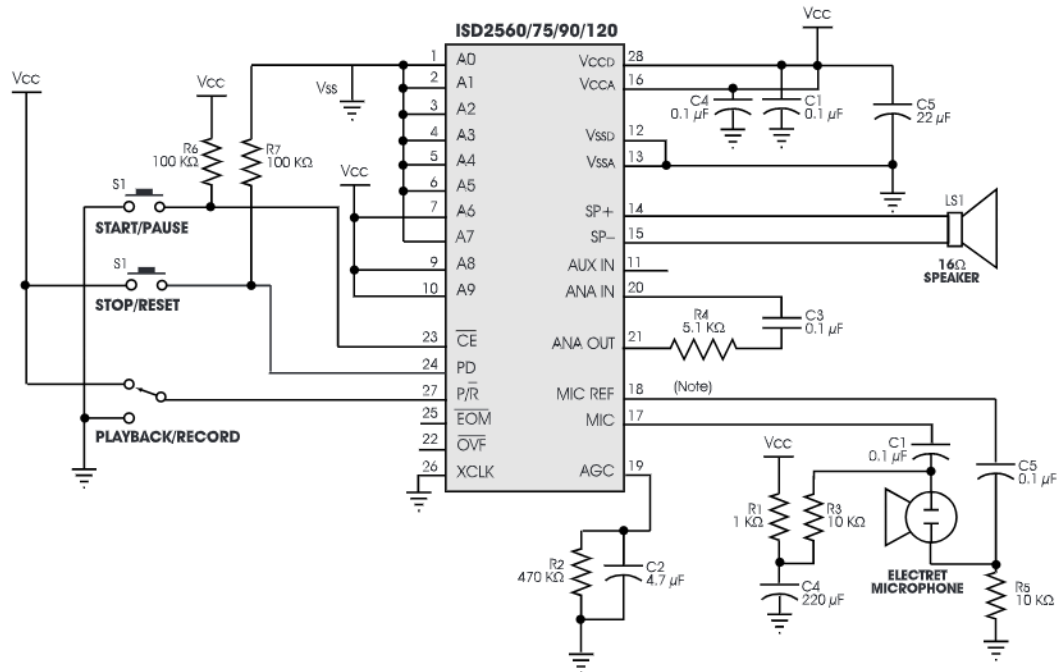 ISD2560/75/90/120
VCC
VCC
VCC
VSS
R6
100 KΩ
R7
100 KΩ
S1
START/PAUSE
S1
STOP/RESET
PLAYBACK/RECORD
VCC
1 A0
2 A1
3 A2
4 A3
5 A4
6 A5
7 A6
A7
9 A8
10 A9
23 C̅E̅
24 PD
27 P/R̅
25 E̅O̅M̅
22 O̅V̅F̅
26 XCLK
VCCD 28
VCCA 16
VSSD 12
VSSA 13
SP+ 14
SP– 15
AUX IN 11
ANA IN 20
ANA OUT 21
MIC REF 18
MIC 17
AGC 19
C4
0.1 µF
C1
0.1 µF
C5
22 µF
LS1
16Ω
SPEAKER
R4
5.1 KΩ
C3
0.1 µF
(Note)
VCC
C1
0.1 µF
C5
0.1 µF
R1
1 KΩ
R3
10 KΩ
C4
220 µF
ELECTRET
MICROPHONE
R5
10 KΩ
R2
470 KΩ
C2
4.7 µF